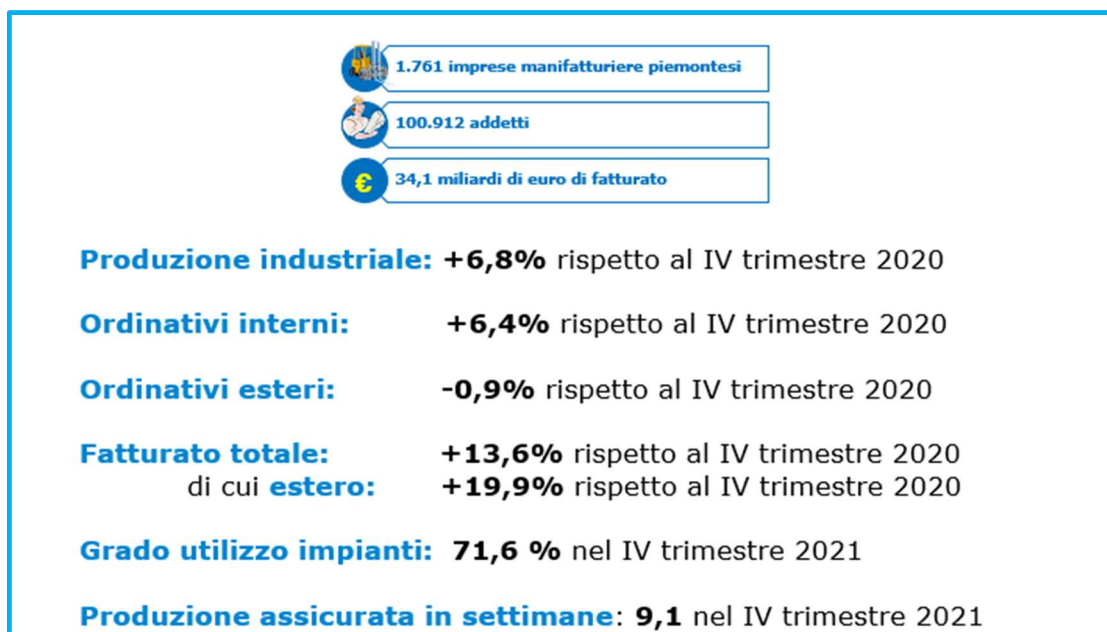 1.761 imprese manifatturiere piemontesi
100.912 addetti
€ 34,1 miliardi di euro di fatturato
Produzione industriale: +6,8% rispetto al IV trimestre 2020
Ordinativi interni: +6,4% rispetto al IV trimestre 2020
Ordinativi esteri: -0,9% rispetto al IV trimestre 2020
Fatturato totale: +13,6% rispetto al IV trimestre 2020
di cui estero: +19,9% rispetto al IV trimestre 2020
Grado utilizzo impianti: 71,6 % nel IV trimestre 2021
Produzione assicurata in settimane: 9,1 nel IV trimestre 2021